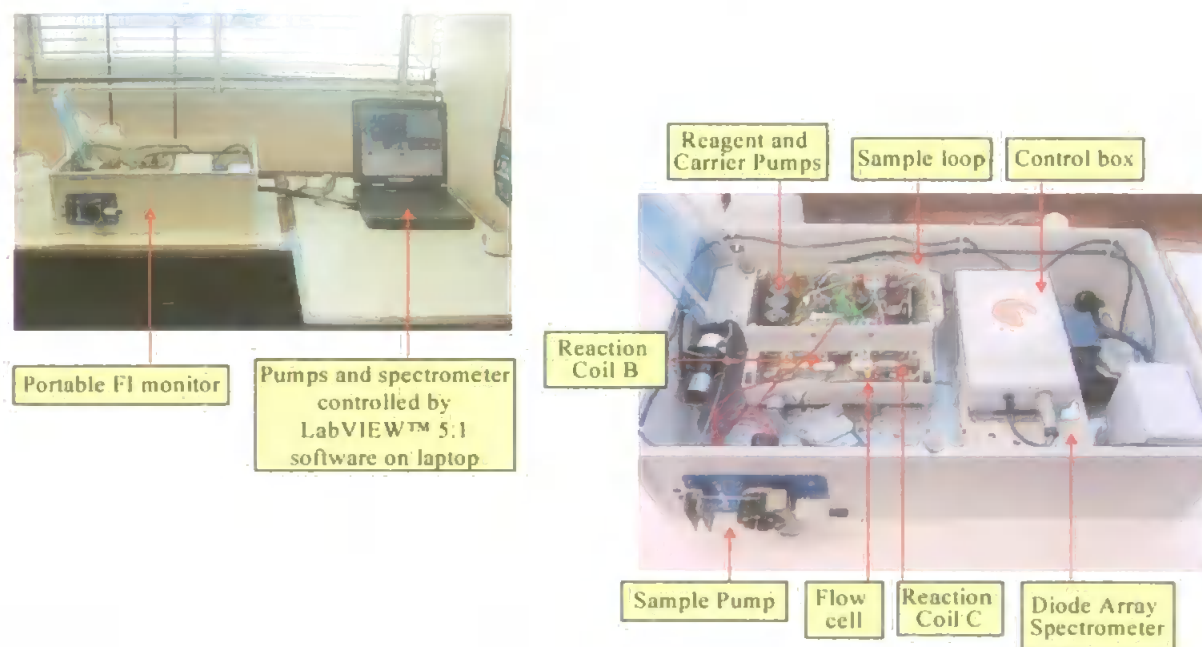 Portable FI monitor
Pumps and spectrometer
controlled by
LabVIEW™ 5:1
software on laptop
Reagent and
Carrier Pumps
Sample loop
Control box
Reaction
Coil B
Sample Pump
Flow
cell
Reaction
Coil C
Diode Array
Spectrometer